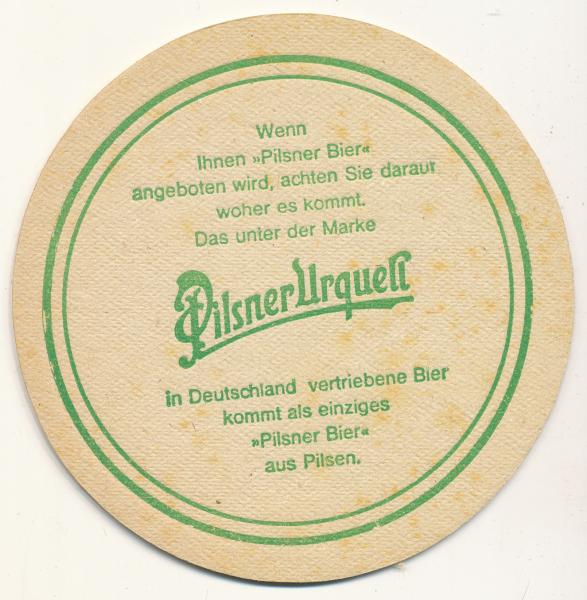 Wenn
Ihnen »Pilsner Bier«
angeboten wird, achten Sie darauf
woher es kommt.
Das unter der Marke
Pilsner Urquell
in Deutschland vertriebene Bier
kommt als einziges
»Pilsner Bier«
aus Pilsen.